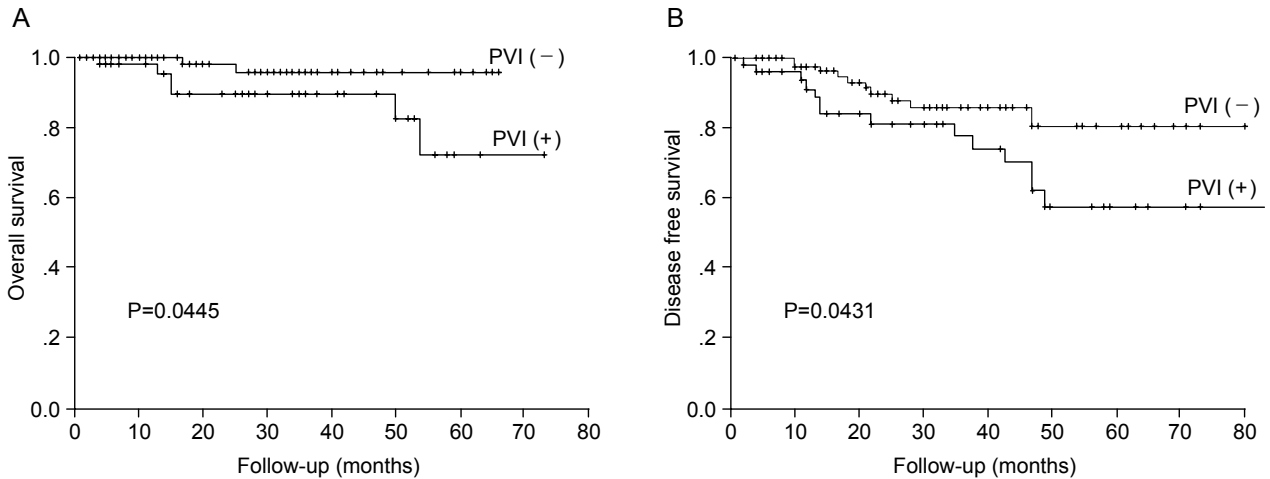 A
1.0
.8
.6
.4
.2
0.0
Overall survival
PVI (−)
PVI (+)
P=0.0445
0 10 20 30 40 50 60 70 80
Follow-up (months)
B
1.0
.8
.6
.4
.2
0.0
Disease free survival
PVI (−)
PVI (+)
P=0.0431
0 10 20 30 40 50 60 70 80
Follow-up (months)